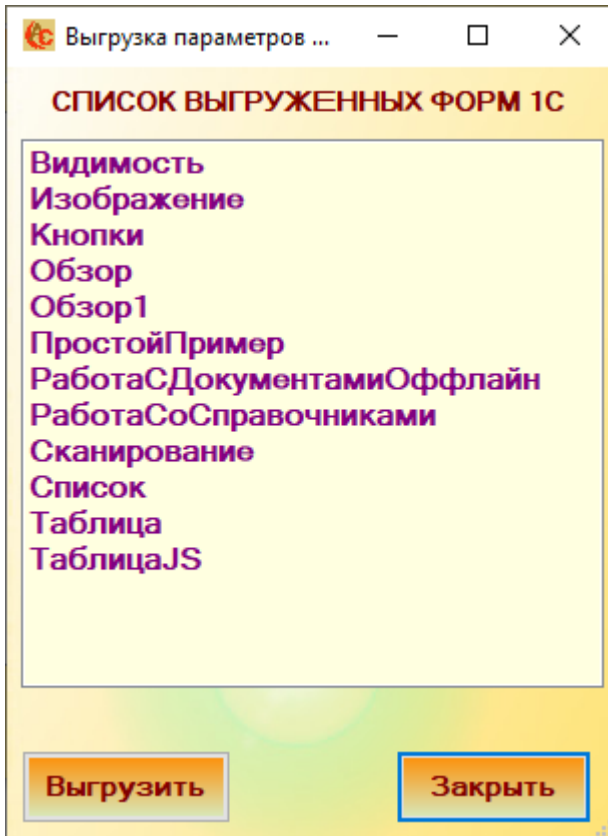 Выгрузка параметров ...
СПИСОК ВЫГРУЖЕННЫХ ФОРМ 1С
Видимость
Изображение
Кнопки
Обзор
Обзор1
ПростойПример
РаботаСДокументамиОффлайн
РаботаСоСправочниками
Сканирование
Список
Таблица
ТаблицаJS
Выгрузить
Закрыть